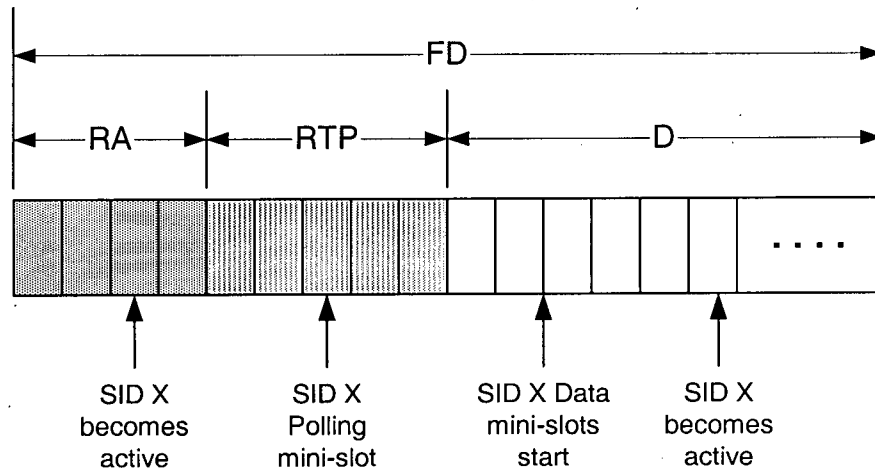 FD
RA RTP D
. . . .
SID X
becomes
active
SID X
Polling
mini-slot
SID X Data
mini-slots
start
SID X
becomes
active